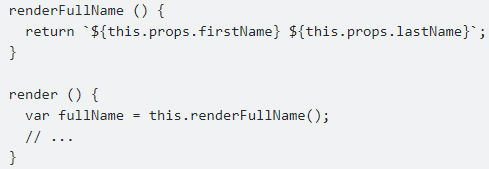 renderFullName () {
  return `${this.props.firstName} ${this.props.lastName}`;
}

render () {
  var fullName = this.renderFullName();
  // ...
}